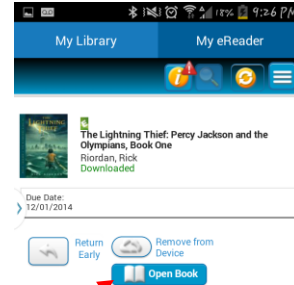 18% 9:26 PM
My Library
My eReader
The Lightning Thief: Percy Jackson and the
Olympians, Book One
Riordan, Rick
Downloaded
Due Date:
12/01/2014
Return
Early
Remove from
Device
Open Book